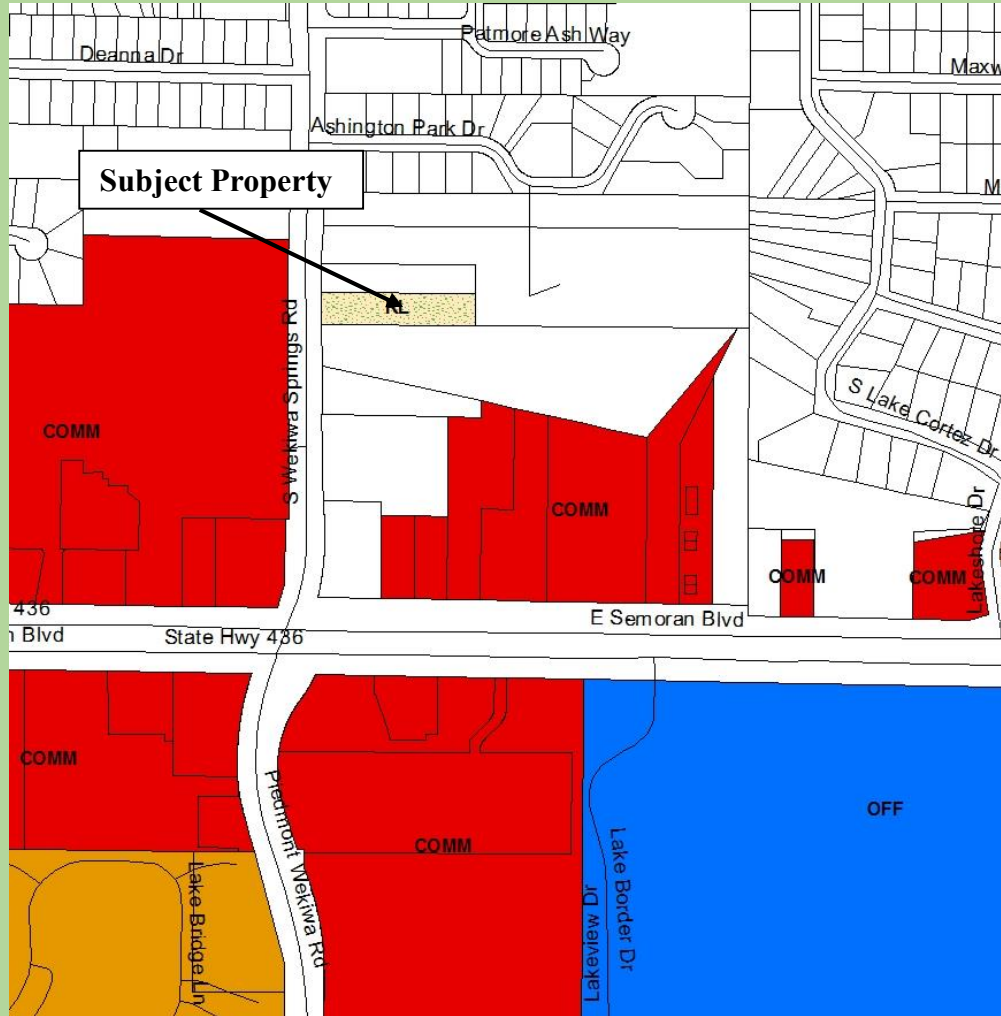 Patmore Ash Way
Deanna Dr
Maxw
Ashington Park Dr
Subject Property
M
RL
S Wekiwa Springs Rd
S Lake Cortez Dr
COMM
COMM
Lakeshore Dr
COMM
COMM
436
E Semoran Blvd
n Blvd
State Hwy 436
COMM
Piedmont Wekiwa Rd
OFF
COMM
Lake Bridge Ln
Lakeview Dr
Lake Border Dr